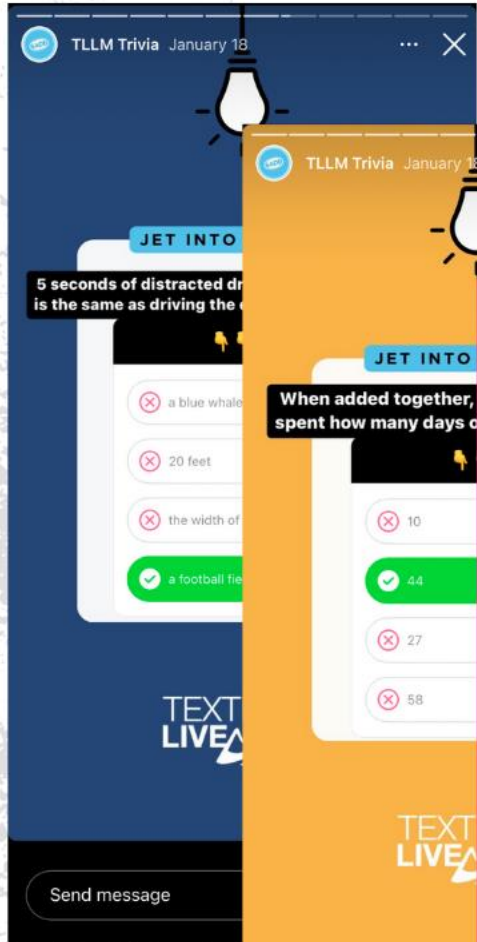 TLLM Trivia January 18
JET INTO
5 seconds of distracted dr
is the same as driving the
a blue whale
20 feet
the width of
a football fie
TEXT
LIVE
Send message
TLLM Trivia January 18
JET INTO
When added together,
spent how many days o
10
44
27
58
TEXT
LIVE